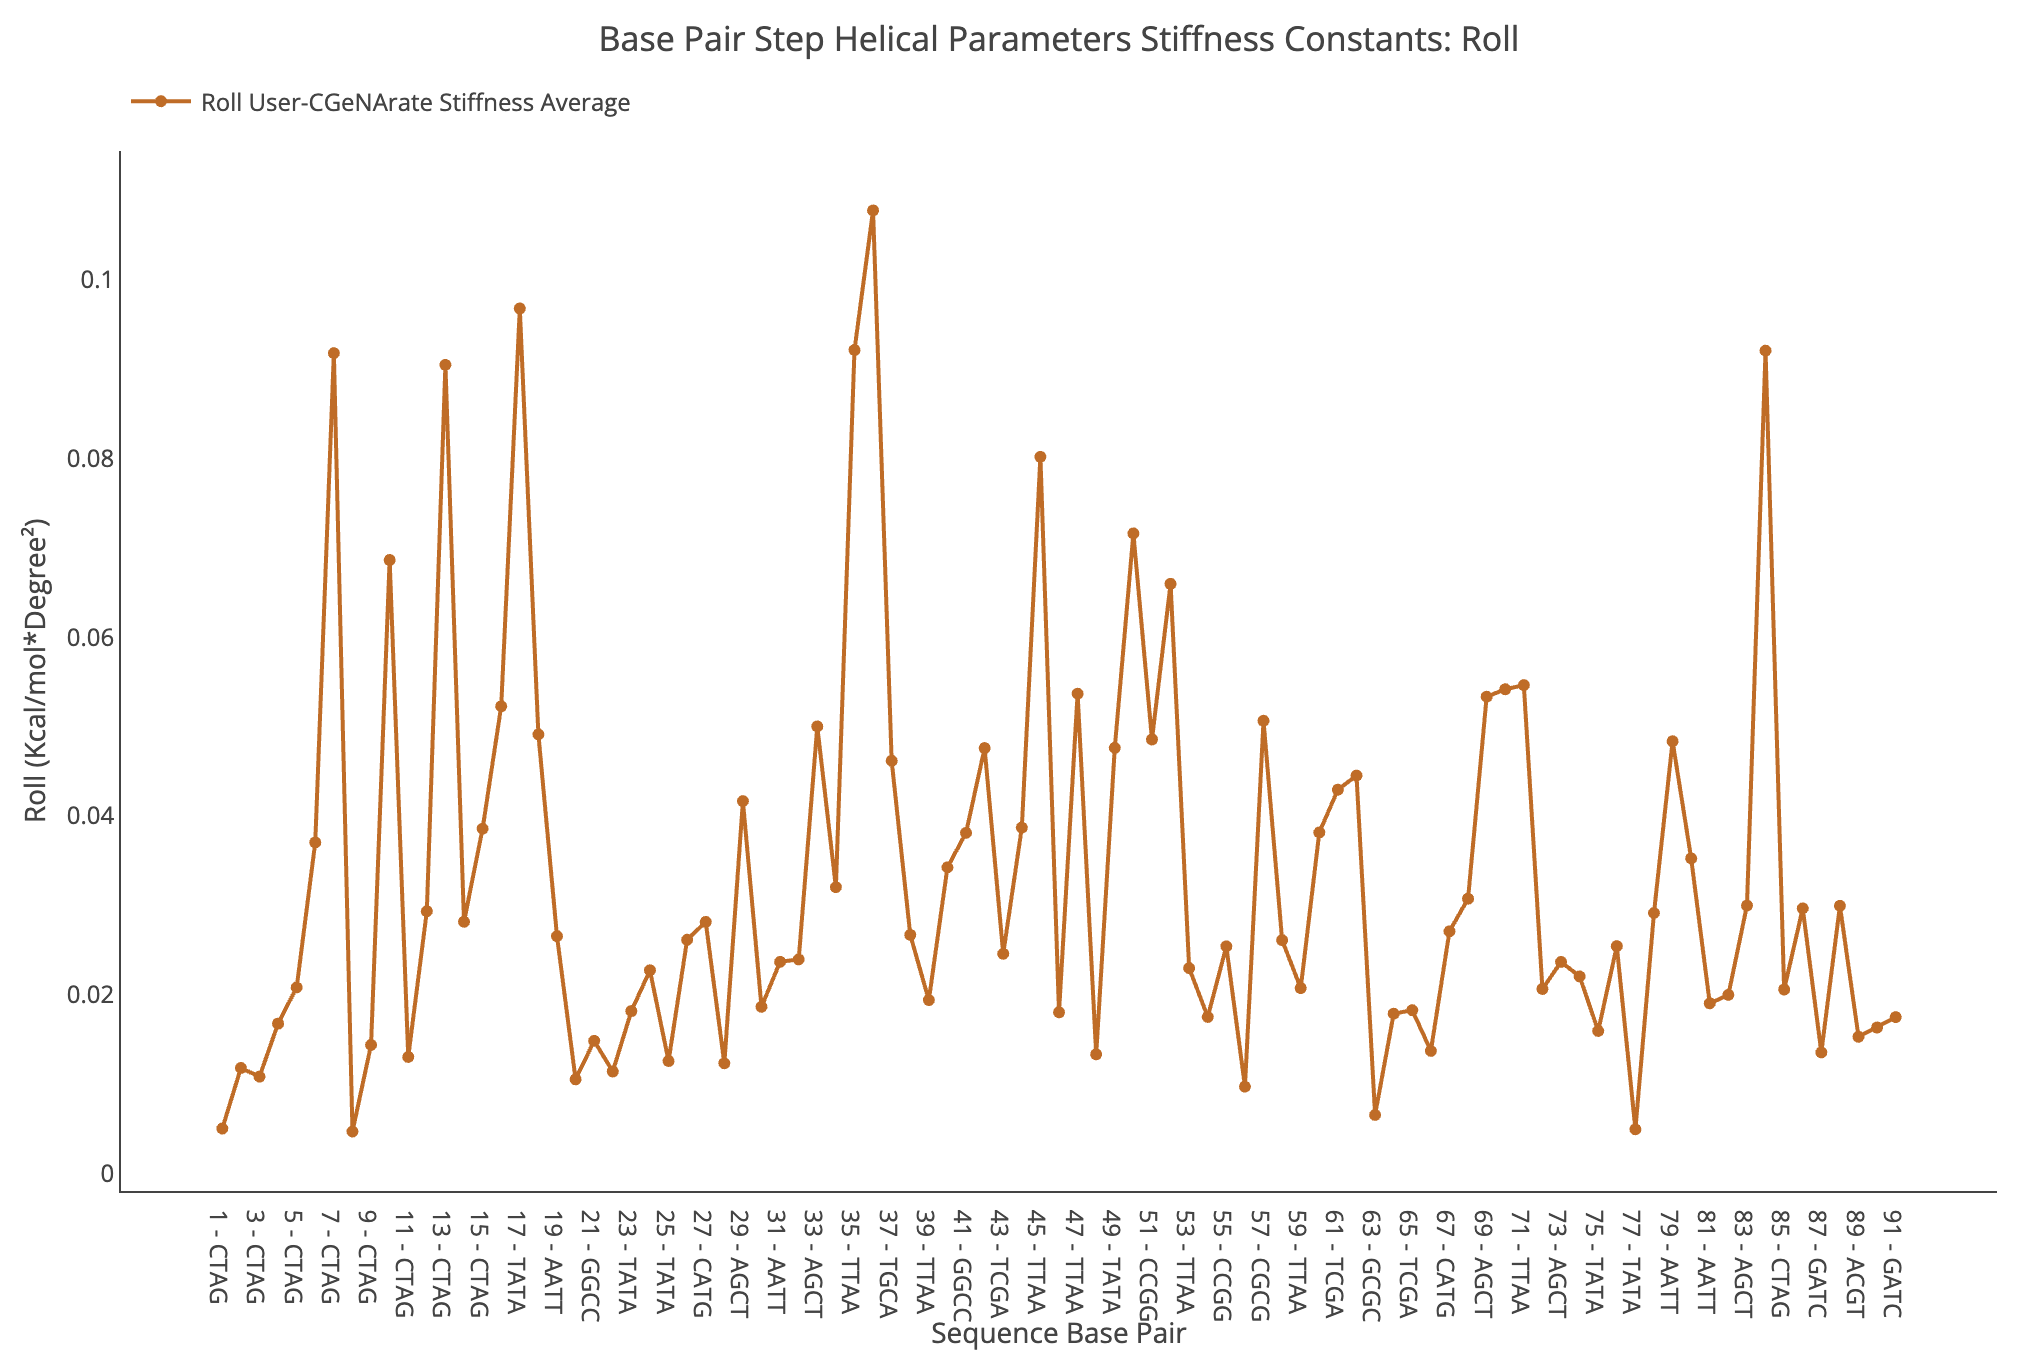 Base Pair Step Helical Parameters Stiffness Constants: Roll
Roll User-CGeNArate Stiffness Average
Roll (Kcal/mol*Degree²)
0.1
0.08
0.06
0.04
0.02
0
1 - CTAG
3 - CTAG
5 - CTAG
7 - CTAG
9 - CTAG
11 - CTAG
13 - CTAG
15 - CTAG
17 - TATA
19 - AATT
21 - GGCC
23 - TATA
25 - TATA
27 - CATG
29 - AGCT
31 - AATT
33 - AGCT
35 - TTAA
37 - TGCA
39 - TTAA
41 - GGCC
43 - TCGA
45 - TTAA
47 - TTAA
49 - TATA
51 - CCGG
53 - TTAA
55 - CCGG
57 - CGCG
59 - TTAA
61 - TCGA
63 - GCGC
65 - TCGA
67 - CATG
69 - AGCT
71 - TTAA
73 - AGCT
75 - TATA
77 - TATA
79 - AATT
81 - AATT
83 - AGCT
85 - CTAG
87 - GATC
89 - ACGT
91 - GATC
Sequence Base Pair